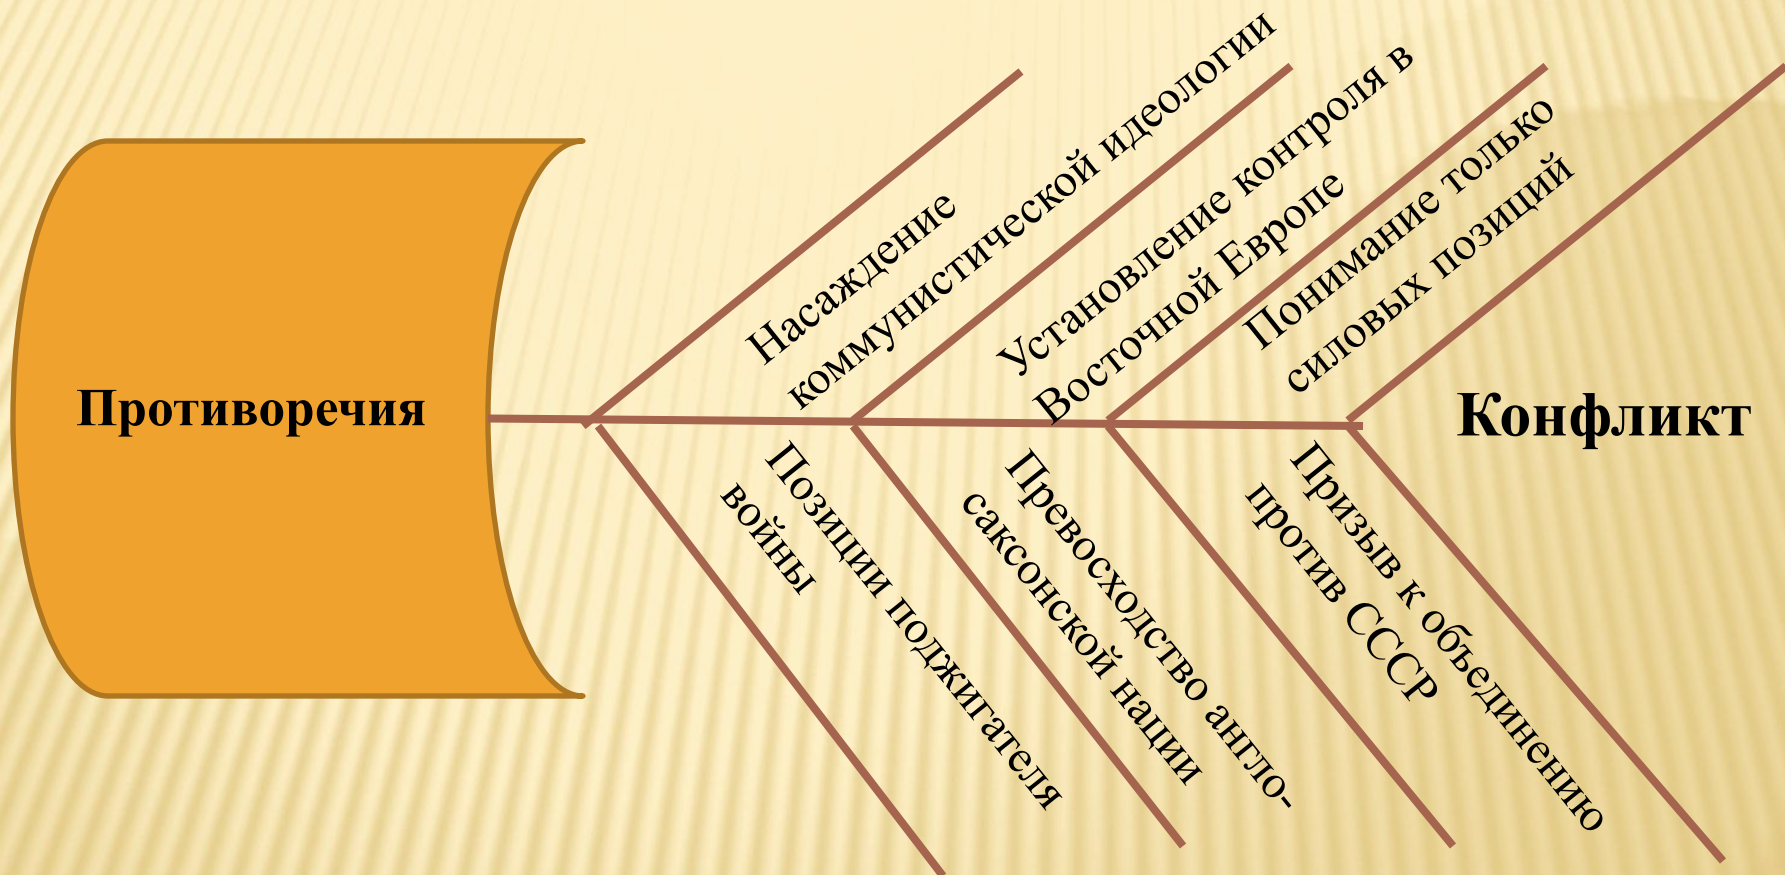 Противоречия
Насаждение
коммунистической идеологии
Установление контроля в
Восточной Европе
Понимание только
силовых позиций
Конфликт
Позиции поджигателя
войны
Превосходство англо-
саксонской нации
Призыв к объединению
против СССР